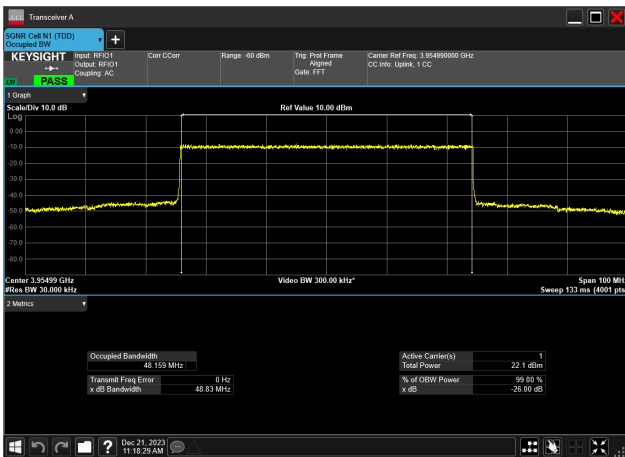 Transceiver A
5GNR Cell N1 (TDD)
Occupied BW
KEYSIGHT
Input: RFIO1
Output: RFIO1
Coupling: AC
Corr CCorr
Range: -60 dBm
Trig: Prot Frame
Aligned
Gate: FFT
Carrier Ref Freq: 3.954990000 GHz
CC Info: Uplink, 1 CC
PASS
1 Graph
Scale/Div 10.0 dB
Ref Value 10.00 dBm
Log
0.00
-10.0
-20.0
-30.0
-40.0
-50.0
-60.0
-70.0
-80.0
Center 3.95499 GHz
Video BW 300.00 kHz*
Span 100 MHz
#Res BW 30.000 kHz
Sweep 133 ms (4001 pts
2 Metrics
Occupied Bandwidth
48.159 MHz
Active Carrier(s) 1
Total Power 22.1 dBm
Transmit Freq Error 0 Hz
x dB Bandwidth 48.83 MHz
% of OBW Power 99.00 %
x dB -26.00 dB
Dec 21, 2023
11:18:29 AM